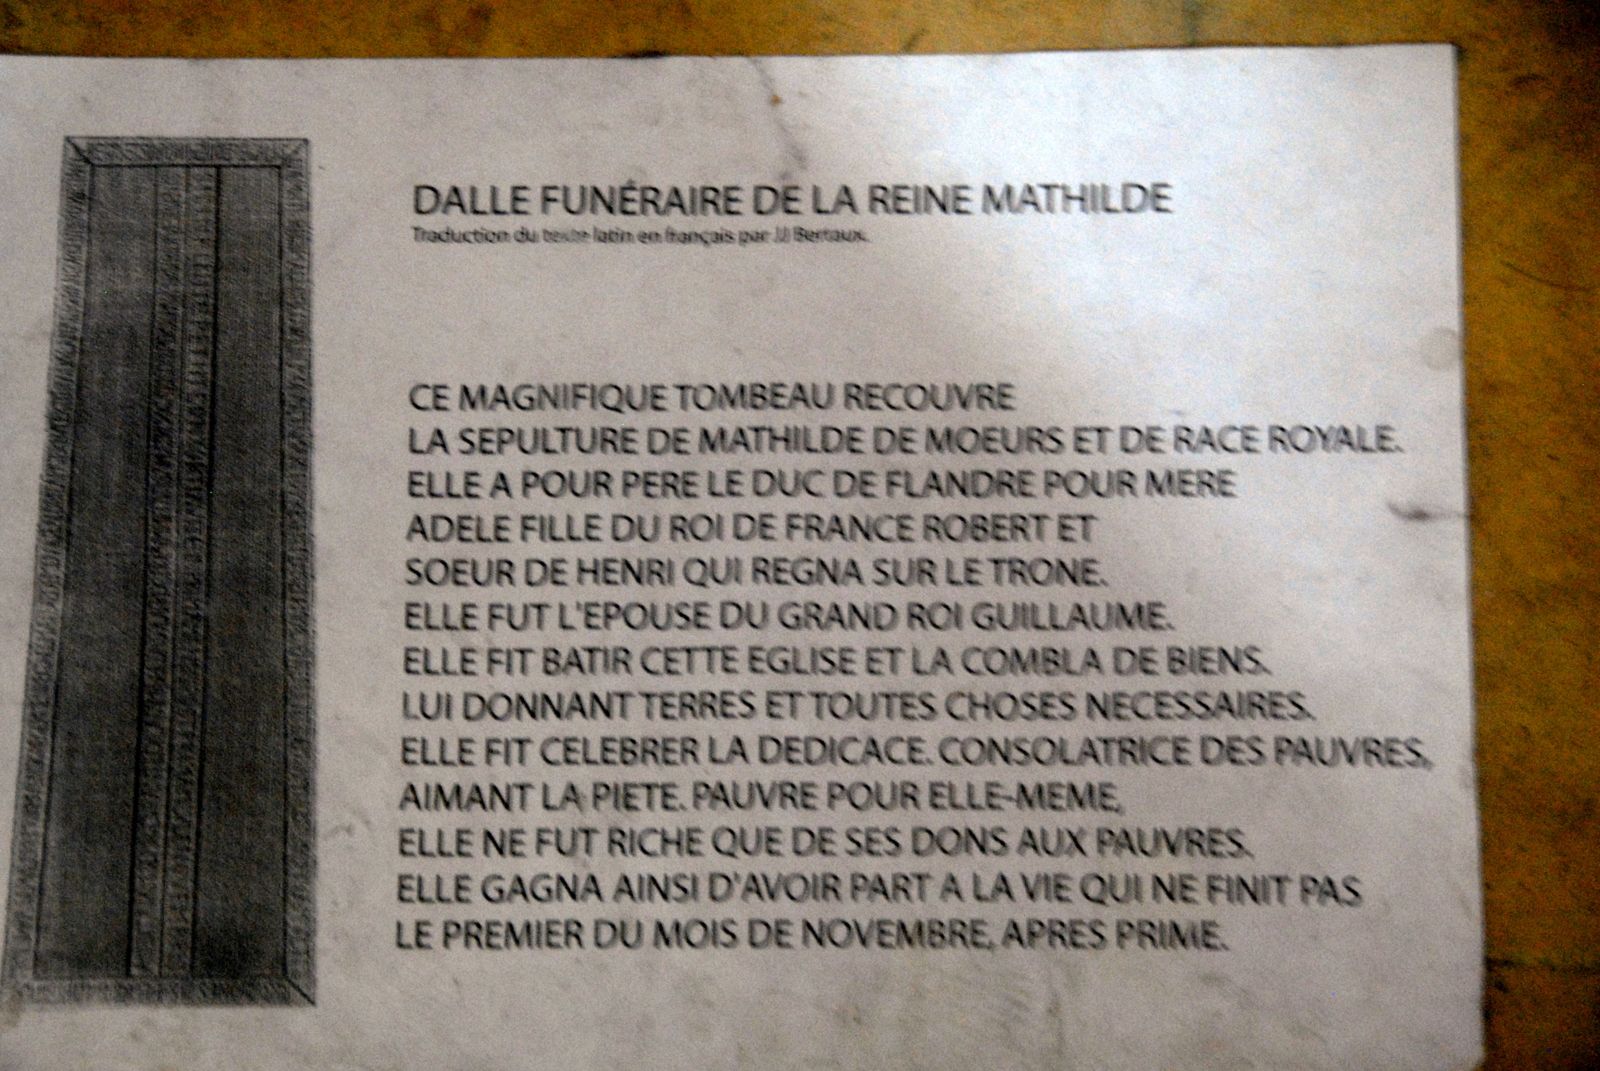 DALLE FUNÉRAIRE DE LA REINE MATHILDE
Traduction du texte latin en français par JJ Bertaux.
CE MAGNIFIQUE TOMBEAU RECOUVRE
LA SEPULTURE DE MATHILDE DE MOEURS ET DE RACE ROYALE.
ELLE A POUR PERE LE DUC DE FLANDRE POUR MERE
ADELE FILLE DU ROI DE FRANCE ROBERT ET
SOEUR DE HENRI QUI REGNA SUR LE TRONE.
ELLE FUT L'EPOUSE DU GRAND ROI GUILLAUME.
ELLE FIT BATIR CETTE EGLISE ET LA COMBLA DE BIENS.
LUI DONNANT TERRES ET TOUTES CHOSES NECESSAIRES.
ELLE FIT CELEBRER LA DEDICACE. CONSOLATRICE DES PAUVRES,
AIMANT LA PIETE. PAUVRE POUR ELLE-MEME,
ELLE NE FUT RICHE QUE DE SES DONS AUX PAUVRES.
ELLE GAGNA AINSI D'AVOIR PART A LA VIE QUI NE FINIT PAS
LE PREMIER DU MOIS DE NOVEMBRE, APRES PRIME.